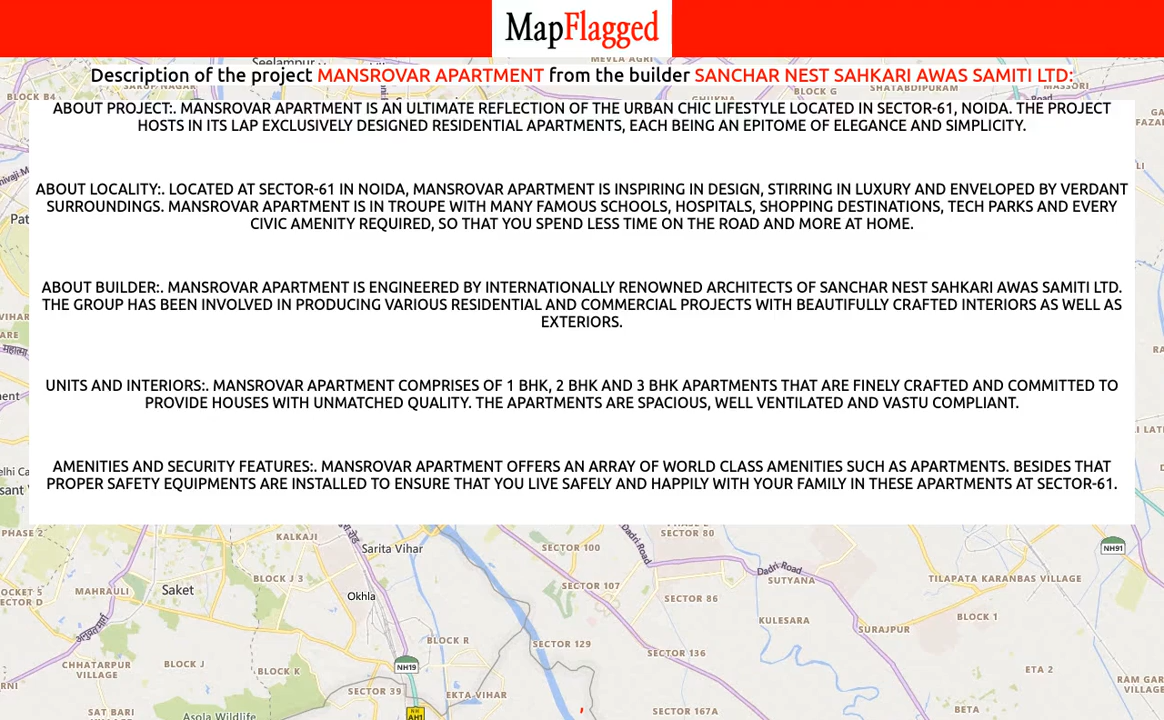 MapFlagged
Description of the project MANSROVAR APARTMENT from the builder SANCHAR NEST SAHKARI AWAS SAMITI LTD:
ABOUT PROJECT:. MANSROVAR APARTMENT IS AN ULTIMATE REFLECTION OF THE URBAN CHIC LIFESTYLE LOCATED IN SECTOR-61, NOIDA. THE PROJECT
HOSTS IN ITS LAP EXCLUSIVELY DESIGNED RESIDENTIAL APARTMENTS, EACH BEING AN EPITOME OF ELEGANCE AND SIMPLICITY.
ABOUT LOCALITY:. LOCATED AT SECTOR-61 IN NOIDA, MANSROVAR APARTMENT IS INSPIRING IN DESIGN, STIRRING IN LUXURY AND ENVELOPED BY VERDANT
SURROUNDINGS. MANSROVAR APARTMENT IS IN TROUPE WITH MANY FAMOUS SCHOOLS, HOSPITALS, SHOPPING DESTINATIONS, TECH PARKS AND EVERY
CIVIC AMENITY REQUIRED, SO THAT YOU SPEND LESS TIME ON THE ROAD AND MORE AT HOME.
ABOUT BUILDER:. MANSROVAR APARTMENT IS ENGINEERED BY INTERNATIONALLY RENOWNED ARCHITECTS OF SANCHAR NEST SAHKARI AWAS SAMITI LTD.
THE GROUP HAS BEEN INVOLVED IN PRODUCING VARIOUS RESIDENTIAL AND COMMERCIAL PROJECTS WITH BEAUTIFULLY CRAFTED INTERIORS AS WELL AS
EXTERIORS.
UNITS AND INTERIORS:. MANSROVAR APARTMENT COMPRISES OF 1 BHK, 2 BHK AND 3 BHK APARTMENTS THAT ARE FINELY CRAFTED AND COMMITTED TO
PROVIDE HOUSES WITH UNMATCHED QUALITY. THE APARTMENTS ARE SPACIOUS, WELL VENTILATED AND VASTU COMPLIANT.
AMENITIES AND SECURITY FEATURES:. MANSROVAR APARTMENT OFFERS AN ARRAY OF WORLD CLASS AMENITIES SUCH AS APARTMENTS. BESIDES THAT
PROPER SAFETY EQUIPMENTS ARE INSTALLED TO ENSURE THAT YOU LIVE SAFELY AND HAPPILY WITH YOUR FAMILY IN THESE APARTMENTS AT SECTOR-61.
PHASE 2
KALKAJI
Sarita Vihar
SECTOR 100
SECTOR 80
Dadri Road
Dadri Road
NH91
BLOCK J 3
MAHRAULI
Saket
Okhla
SECTOR 107
SECTOR 86
SUTYANA
TILAPATA KARANBAS VILLAGE
BLOCK 1
KULESARA
SURAJPUR
BLOCK R
SECTOR 129
SECTOR 136
CHHATARPUR
VILLAGE
BLOCK J
BLOCK K
NH19
ETA 2
SECTOR 39
EKTA VIHAR
SAT BARI
Asola Wildlife
NH
AH1
SECTOR 167A
BETA